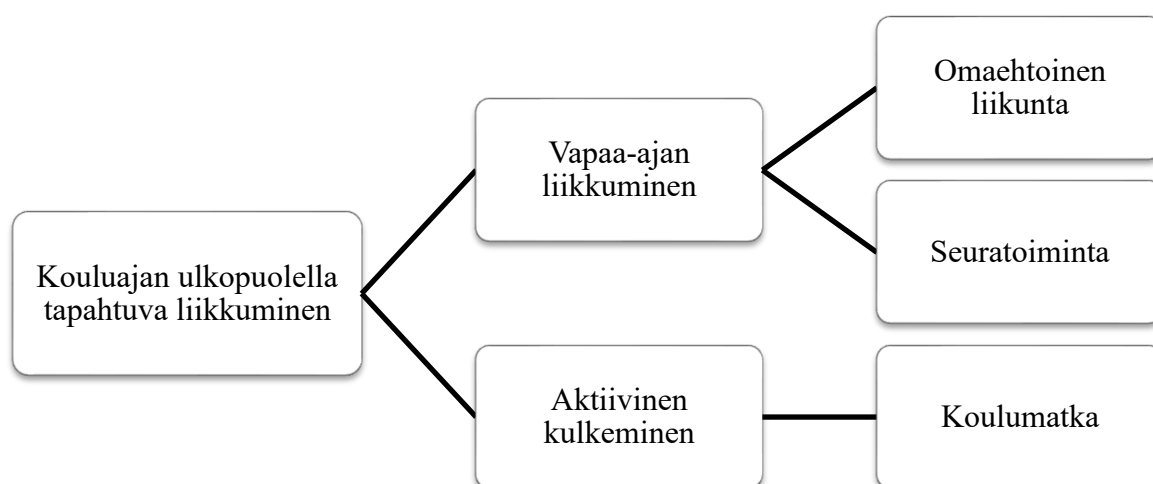 Kouluajan ulkopuolella
tapahtuva liikkuminen
Vapaa-ajan
liikkuminen
Omaehtoinen
liikunta
Seuratoiminta
Aktiivinen
kulkeminen
Koulumatka